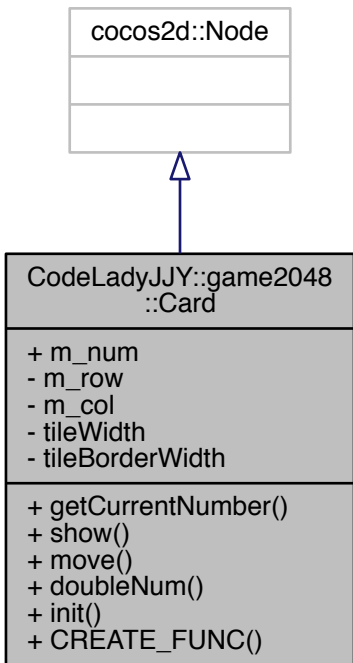 cocos2d::Node
CodeLadyJJY::game2048
::Card
+ m_num
- m_row
- m_col
- tileWidth
- tileBorderWidth
+ getCurrentNumber()
+ show()
+ move()
+ doubleNum()
+ init()
+ CREATE_FUNC()